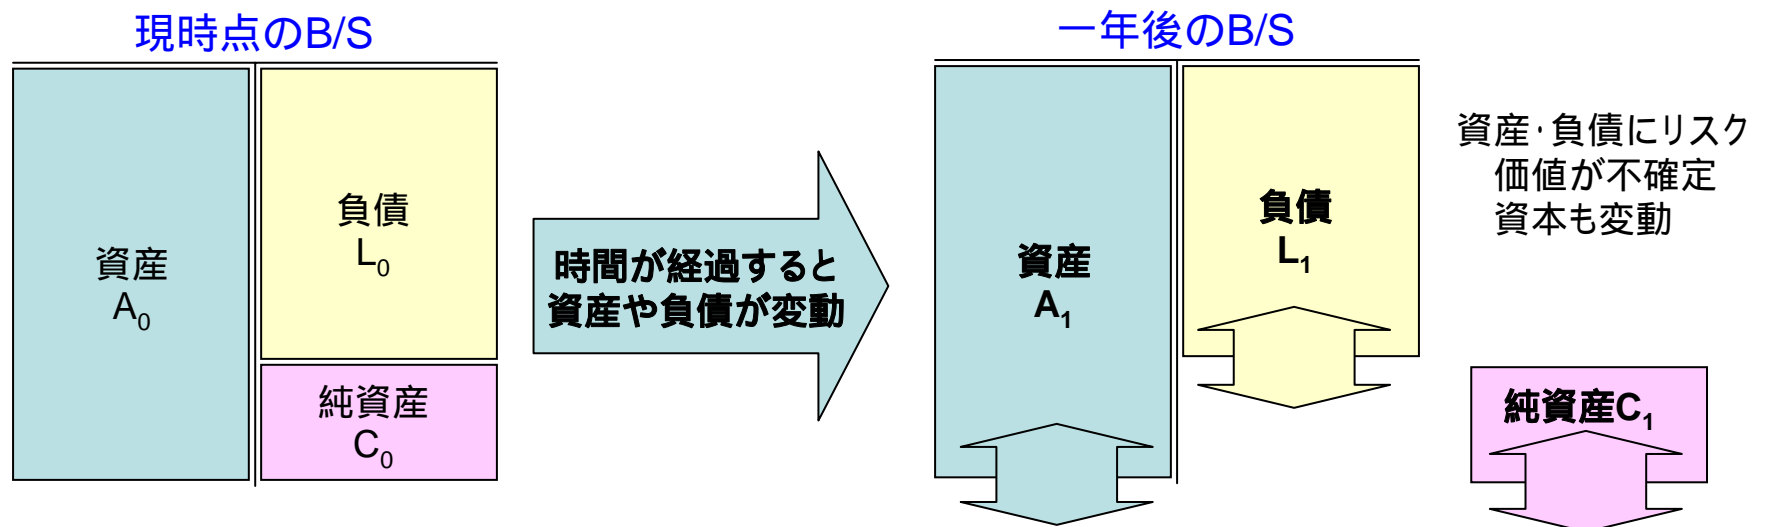 現時点のB/S
資産
A₀
負債
L₀
純資産
C₀
時間が経過すると
資産や負債が変動
一年後のB/S
資産
A₁
負債
L₁
資産・負債にリスク
価値が不確定
資本も変動
純資産C₁